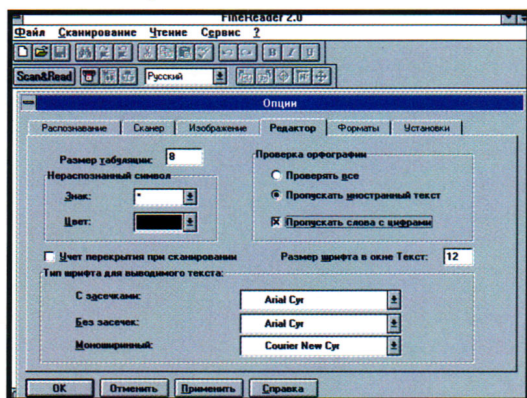 FineReader 2.0
Файл Сканирование Чтение Сервис ?
B I U
Scan&Read Русский
Опции
Распознавание Сканер Изображение Редактор Форматы Установки
Размер табуляции: 8
Проверка орфографии
Нераспознанный символ
Проверять все
Знак: *
Пропускать иностранный текст
Цвет:
Пропускать слова с цифрами
Учет перекрытия при сканировании Размер шрифта в окне Текст: 12
Тип шрифта для выводимого текста:
С засечками: Arial Cyr
Без засечек: Arial Cyr
Моноширинный: Courier New Cyr
OK Отменить Применить Справка